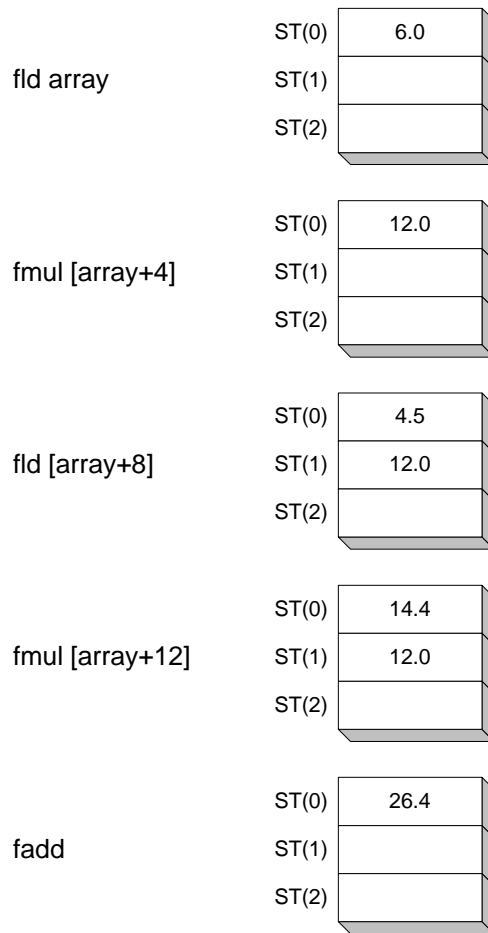 ST(0) 6.0
fld array ST(1)
ST(2)
ST(0) 12.0
fmul [array+4] ST(1)
ST(2)
ST(0) 4.5
fld [array+8] ST(1) 12.0
ST(2)
ST(0) 14.4
fmul [array+12] ST(1) 12.0
ST(2)
ST(0) 26.4
fadd ST(1)
ST(2)